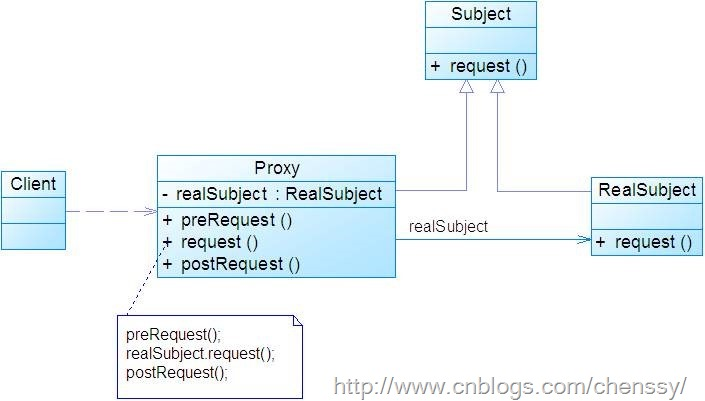 Subject
+ request ()
Client
Proxy
- realSubject : RealSubject
+ preRequest ()
+ request ()
+ postRequest ()
realSubject
RealSubject
+ request ()
preRequest();
realSubject.request();
postRequest();
http://www.cnblogs.com/chenssy/